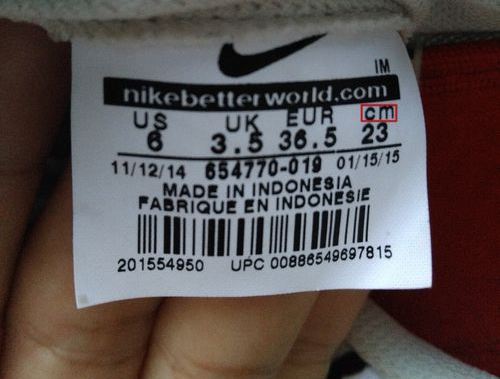 IM
nikebetterworld.com
US UK EUR cm
6 3.5 36.5 23
11/12/14 654770-019 01/15/15
MADE IN INDONESIA
FABRIQUE EN INDONESIE
201554950 UPC 00886549697815